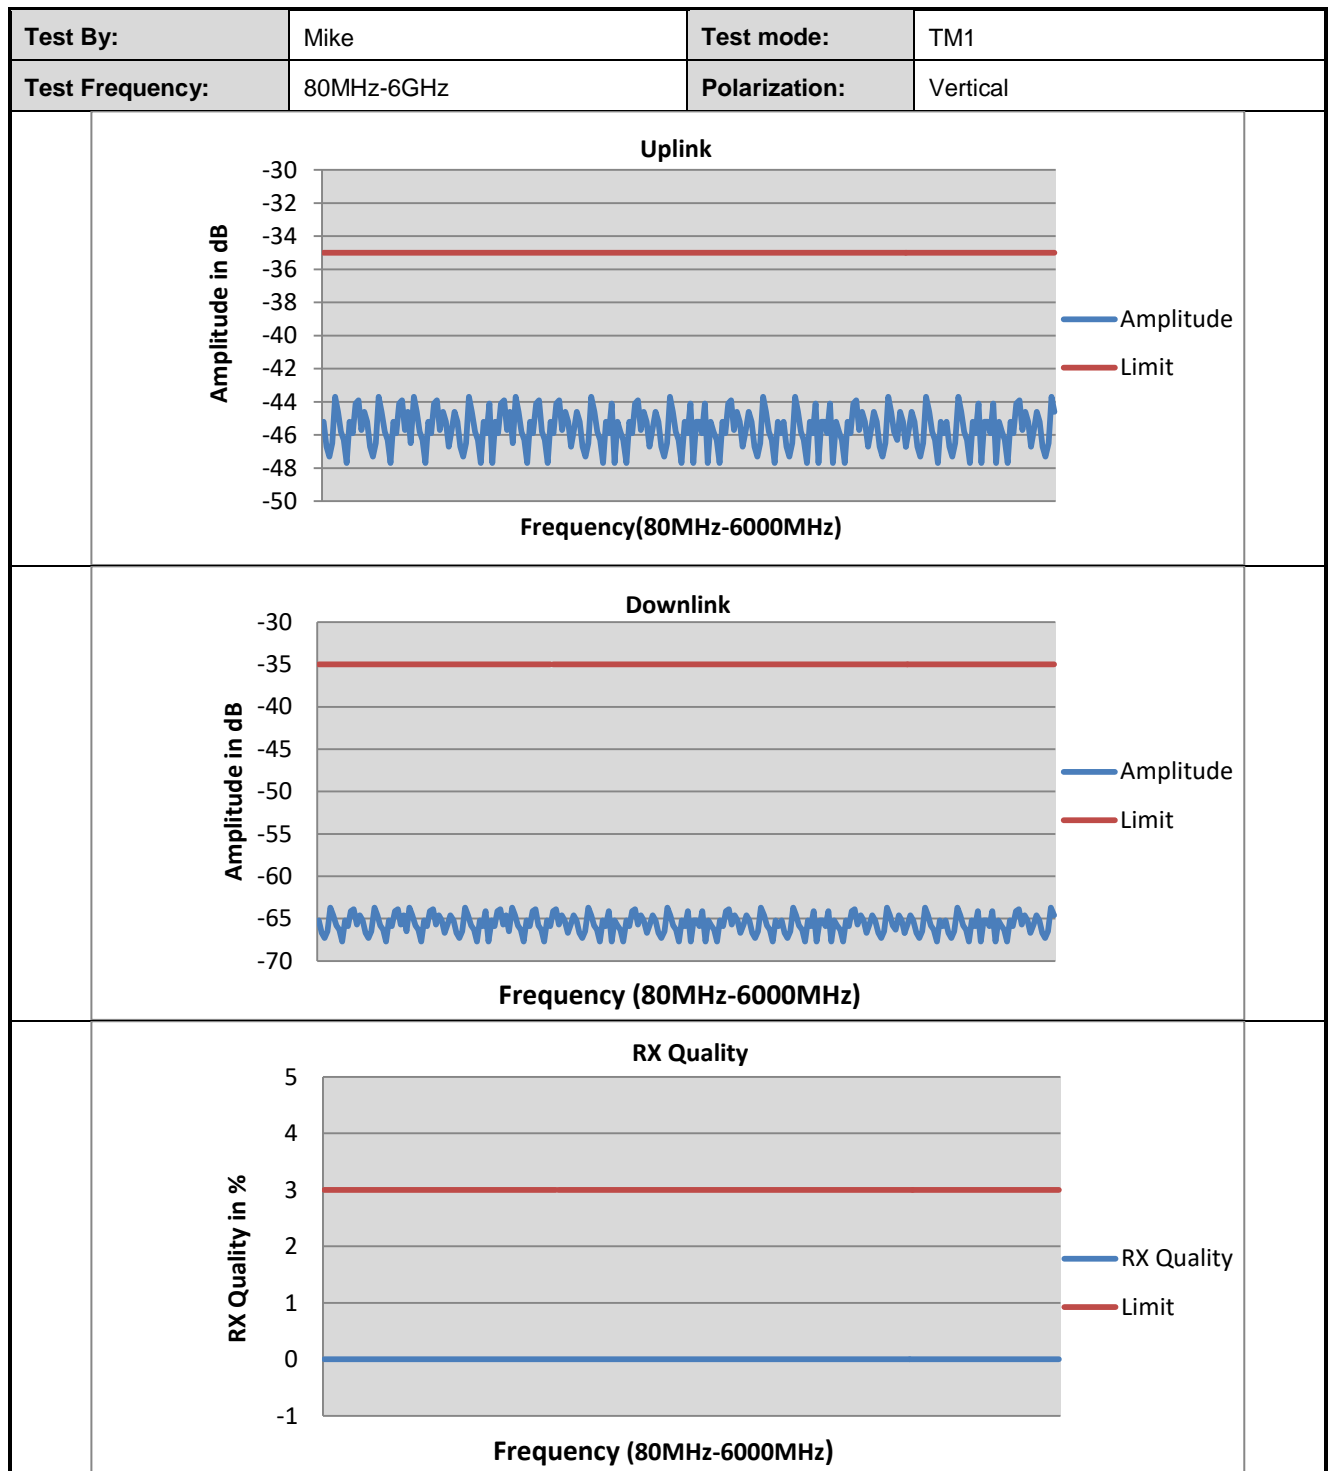 Test By: Mike Test mode: TM1
Test Frequency: 80MHz-6GHz Polarization: Vertical
Uplink
-30
-32
-34
-36
-38
-40
-42
-44
-46
-48
-50
Amplitude in dB
Amplitude
Limit
Frequency(80MHz-6000MHz)
Downlink
-30
-35
-40
-45
-50
-55
-60
-65
-70
Amplitude in dB
Amplitude
Limit
Frequency (80MHz-6000MHz)
RX Quality
5
4
3
2
1
0
-1
RX Quality in %
RX Quality
Limit
Frequency (80MHz-6000MHz)